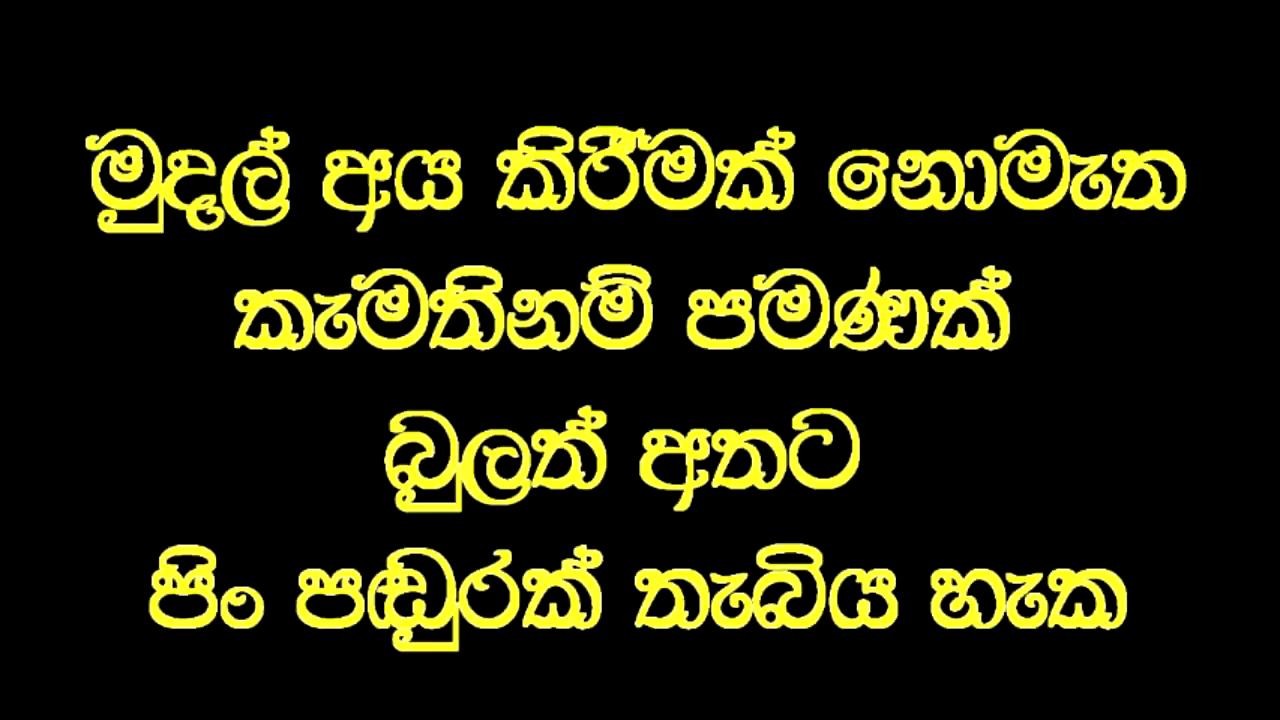 මුදල් අය කිරීමක් නොමැත
කැමතිනම් පමණක්
බුලත් අතට
පිං පඬුරක් තැබිය හැක